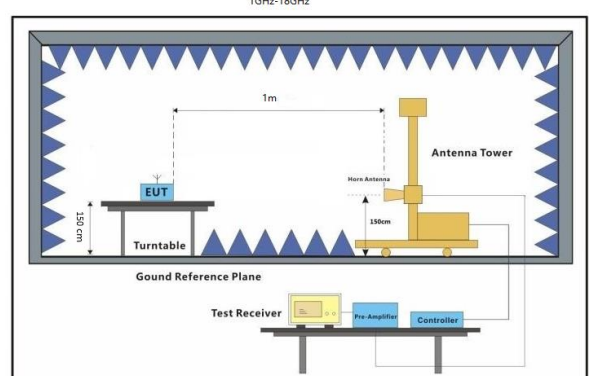 1GHz-18GHz
1m
Antenna Tower
Horn Antenna
EUT
150 cm
150cm
Turntable
Gound Reference Plane
Test Receiver
Pre-Amplifier
Controller